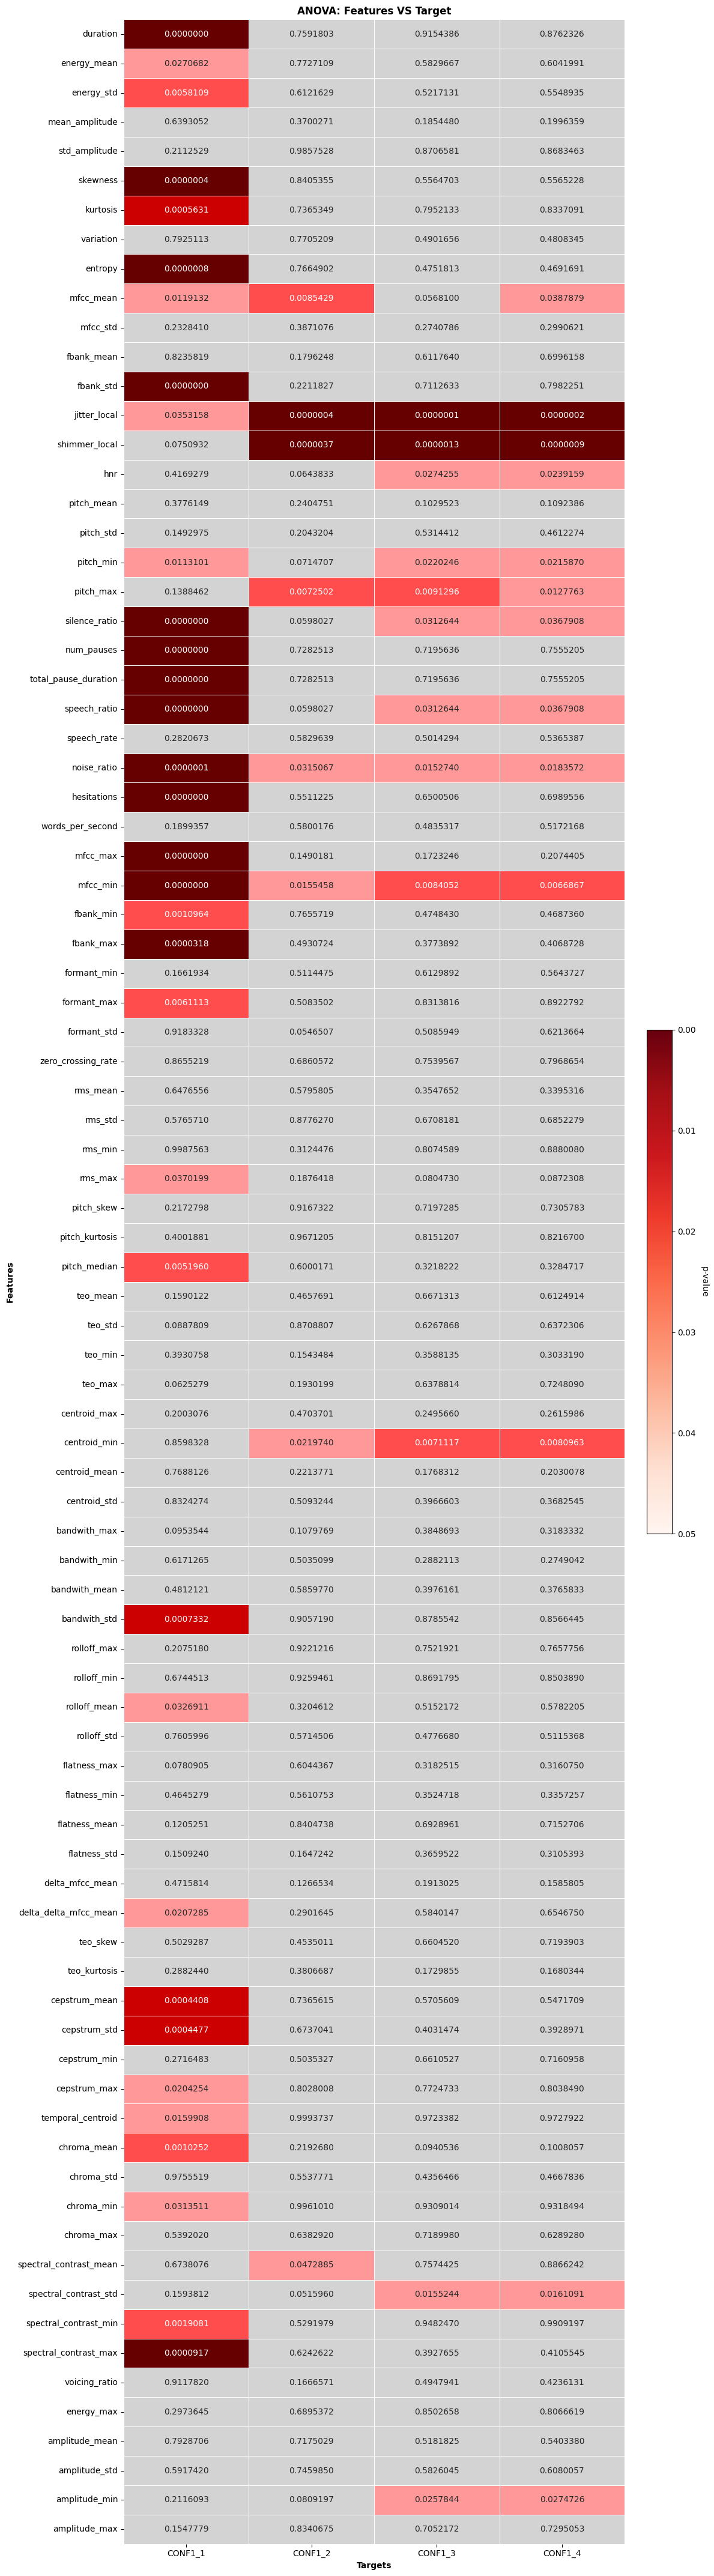 ANOVA: Features VS Target
duration 0.0000000 0.7591803 0.9154386 0.8762326
energy_mean 0.0270682 0.7727109 0.5829667 0.6041991
energy_std 0.0058109 0.6121629 0.5217131 0.5548935
mean_amplitude 0.6393052 0.3700271 0.1854480 0.1996359
std_amplitude 0.2112529 0.9857528 0.8706581 0.8683463
skewness 0.0000004 0.8405355 0.5564703 0.5565228
kurtosis 0.0005631 0.7365349 0.7952133 0.8337091
variation 0.7925113 0.7705209 0.4901656 0.4808345
entropy 0.0000008 0.7664902 0.4751813 0.4691691
mfcc_mean 0.0119132 0.0085429 0.0568100 0.0387879
mfcc_std 0.2328410 0.3871076 0.2740786 0.2990621
fbank_mean 0.8235819 0.1796248 0.6117640 0.6996158
fbank_std 0.0000000 0.2211827 0.7112633 0.7982251
jitter_local 0.0353158 0.0000004 0.0000001 0.0000002
shimmer_local 0.0750932 0.0000037 0.0000013 0.0000009
hnr 0.4169279 0.0643833 0.0274255 0.0239159
pitch_mean 0.3776149 0.2404751 0.1029523 0.1092386
pitch_std 0.1492975 0.2043204 0.5314412 0.4612274
pitch_min 0.0113101 0.0714707 0.0220246 0.0215870
pitch_max 0.1388462 0.0072502 0.0091296 0.0127763
silence_ratio 0.0000000 0.0598027 0.0312644 0.0367908
num_pauses 0.0000000 0.7282513 0.7195636 0.7555205
total_pause_duration 0.0000000 0.7282513 0.7195636 0.7555205
speech_ratio 0.0000000 0.0598027 0.0312644 0.0367908
speech_rate 0.2820673 0.5829639 0.5014294 0.5365387
noise_ratio 0.0000001 0.0315067 0.0152740 0.0183572
hesitations 0.0000000 0.5511225 0.6500506 0.6989556
words_per_second 0.1899357 0.5800176 0.4835317 0.5172168
mfcc_max 0.0000000 0.1490181 0.1723246 0.2074405
mfcc_min 0.0000000 0.0155458 0.0084052 0.0066867
fbank_min 0.0010964 0.7655719 0.4748430 0.4687360
fbank_max 0.0000318 0.4930724 0.3773892 0.4068728
formant_min 0.1661934 0.5114475 0.6129892 0.5643727
formant_max 0.0061113 0.5083502 0.8313816 0.8922792
formant_std 0.9183328 0.0546507 0.5085949 0.6213664
zero_crossing_rate 0.8655219 0.6860572 0.7539567 0.7968654
rms_mean 0.6476556 0.5795805 0.3547652 0.3395316
rms_std 0.5765710 0.8776270 0.6708181 0.6852279
rms_min 0.9987563 0.3124476 0.8074589 0.8880080
rms_max 0.0370199 0.1876418 0.0804730 0.0872308
pitch_skew 0.2172798 0.9167322 0.7197285 0.7305783
pitch_kurtosis 0.4001881 0.9671205 0.8151207 0.8216700
pitch_median 0.0051960 0.6000171 0.3218222 0.3284717
teo_mean 0.1590122 0.4657691 0.6671313 0.6124914
teo_std 0.0887809 0.8708807 0.6267868 0.6372306
teo_min 0.3930758 0.1543484 0.3588135 0.3033190
teo_max 0.0625279 0.1930199 0.6378814 0.7248090
centroid_max 0.2003076 0.4703701 0.2495660 0.2615986
centroid_min 0.8598328 0.0219740 0.0071117 0.0080963
centroid_mean 0.7688126 0.2213771 0.1768312 0.2030078
centroid_std 0.8324274 0.5093244 0.3966603 0.3682545
bandwith_max 0.0953544 0.1079769 0.3848693 0.3183332
bandwith_min 0.6171265 0.5035099 0.2882113 0.2749042
bandwith_mean 0.4812121 0.5859770 0.3976161 0.3765833
bandwith_std 0.0007332 0.9057190 0.8785542 0.8566445
rolloff_max 0.2075180 0.9221216 0.7521921 0.7657756
rolloff_min 0.6744513 0.9259461 0.8691795 0.8503890
rolloff_mean 0.0326911 0.3204612 0.5152172 0.5782205
rolloff_std 0.7605996 0.5714506 0.4776680 0.5115368
flatness_max 0.0780905 0.6044367 0.3182515 0.3160750
flatness_min 0.4645279 0.5610753 0.3524718 0.3357257
flatness_mean 0.1205251 0.8404738 0.6928961 0.7152706
flatness_std 0.1509240 0.1647242 0.3659522 0.3105393
delta_mfcc_mean 0.4715814 0.1266534 0.1913025 0.1585805
delta_delta_mfcc_mean 0.0207285 0.2901645 0.5840147 0.6546750
teo_skew 0.5029287 0.4535011 0.6604520 0.7193903
teo_kurtosis 0.2882440 0.3806687 0.1729855 0.1680344
cepstrum_mean 0.0004408 0.7365615 0.5705609 0.5471709
cepstrum_std 0.0004477 0.6737041 0.4031474 0.3928971
cepstrum_min 0.2716483 0.5035327 0.6610527 0.7160958
cepstrum_max 0.0204254 0.8028008 0.7724733 0.8038490
temporal_centroid 0.0159908 0.9993737 0.9723382 0.9727922
chroma_mean 0.0010252 0.2192680 0.0940536 0.1008057
chroma_std 0.9755519 0.5537771 0.4356466 0.4667836
chroma_min 0.0313511 0.9961010 0.9309014 0.9318494
chroma_max 0.5392020 0.6382920 0.7189980 0.6289280
spectral_contrast_mean 0.6738076 0.0472885 0.7574425 0.8866242
spectral_contrast_std 0.1593812 0.0515960 0.0155244 0.0161091
spectral_contrast_min 0.0019081 0.5291979 0.9482470 0.9909197
spectral_contrast_max 0.0000917 0.6242622 0.3927655 0.4105545
voicing_ratio 0.9117820 0.1666571 0.4947941 0.4236131
energy_max 0.2973645 0.6895372 0.8502658 0.8066619
amplitude_mean 0.7928706 0.7175029 0.5181825 0.5403380
amplitude_std 0.5917420 0.7459850 0.5826045 0.6080057
amplitude_min 0.2116093 0.0809197 0.0257844 0.0274726
amplitude_max 0.1547779 0.8340675 0.7052172 0.7295053
CONF1_1 CONF1_2 CONF1_3 CONF1_4
Targets
Features
0.00
0.01
0.02
0.03
0.04
0.05
p-value